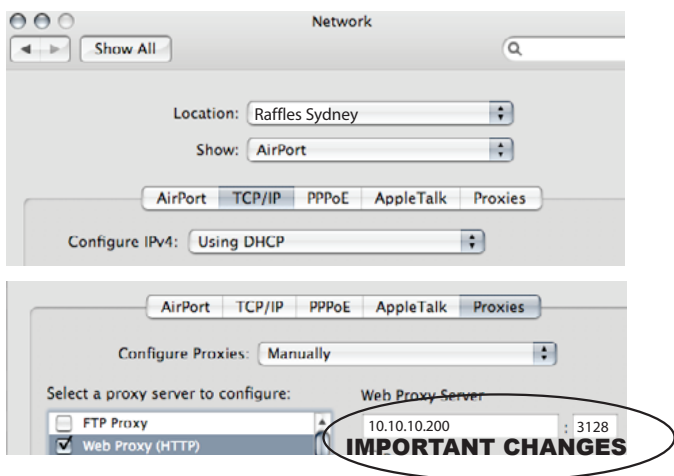 Network
Show All
Location: Raffles Sydney
Show: AirPort
AirPort TCP/IP PPPoE AppleTalk Proxies
Configure IPv4: Using DHCP
AirPort TCP/IP PPPoE AppleTalk Proxies
Configure Proxies: Manually
Select a proxy server to configure: Web Proxy Server
FTP Proxy 10.10.10.200 : 3128
Web Proxy (HTTP) IMPORTANT CHANGES